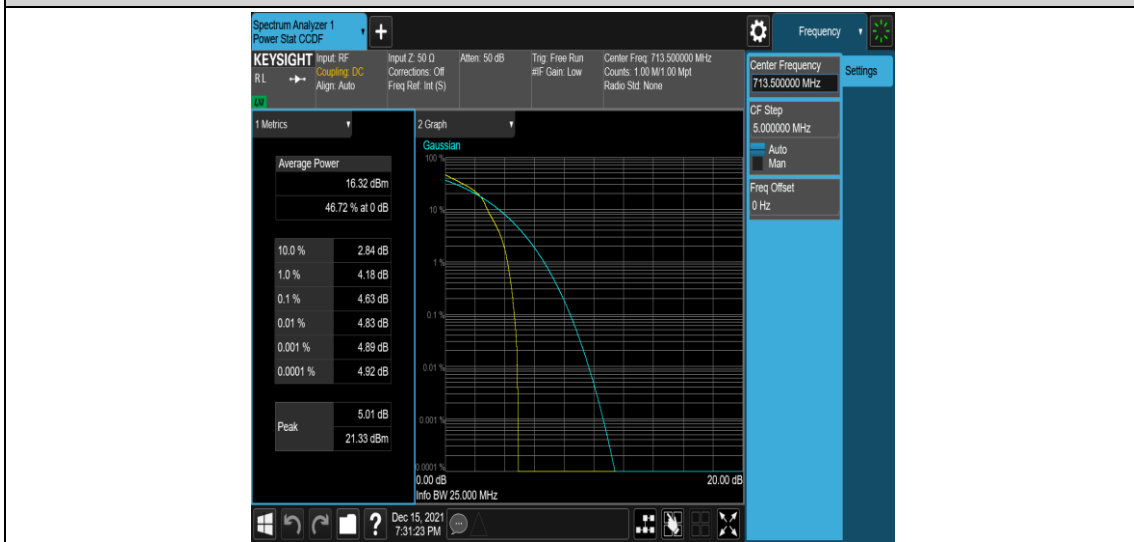 Spectrum Analyzer 1
Power Stat CCDF
+
Frequency
KEYSIGHT
RL
Input: RF
Coupling: DC
Align: Auto
Input Z: 50 Ω
Corrections: Off
Freq Ref: Int (S)
Atten: 50 dB
Trig: Free Run
#IF Gain: Low
Center Freq: 713.500000 MHz
Counts: 1.00 M/1.00 Mpt
Radio Std: None
Center Frequency
713.500000 MHz
Settings
CF Step
5.000000 MHz
Auto
Man
Freq Offset
0 Hz
1 Metrics
Average Power
16.32 dBm
46.72 % at 0 dB
10.0 % 2.84 dB
1.0 % 4.18 dB
0.1 % 4.63 dB
0.01 % 4.83 dB
0.001 % 4.89 dB
0.0001 % 4.92 dB
Peak
5.01 dB
21.33 dBm
2 Graph
Gaussian
100 %
10 %
1 %
0.1 %
0.01 %
0.001 %
0.0001 %
0.00 dB
20.00 dB
Info BW 25.000 MHz
?
Dec 15, 2021
7:31:23 PM